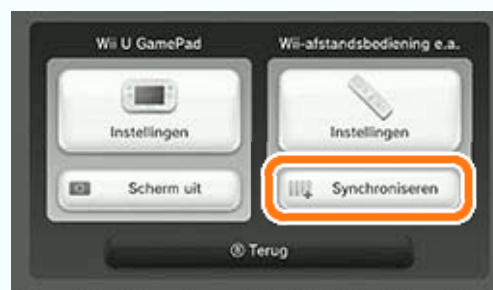 Wii U GamePad
Wii-afstandsbediening e.a.
Instellingen
Instellingen
Scherm uit
Synchroniseren
Ⓑ Terug